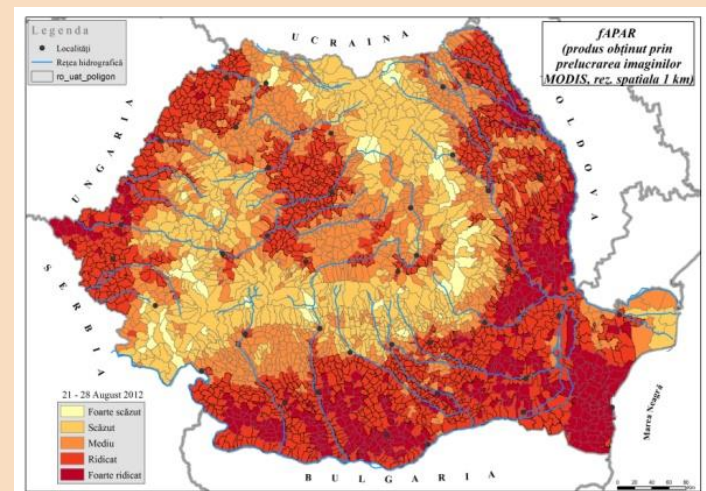 Legenda
Localități
Rețea hidrografică
ro_uat_poligon
fAPAR
(produs obținut prin
prelucrarea imaginilor
MODIS, rez. spatiala 1 km)
UCRAINA
UNGARIA
MOLDOVA
SERBIA
BULGARIA
Marea Neagră
21 - 28 August 2012
Foarte scăzut
Scăzut
Mediu
Ridicat
Foarte ridicat